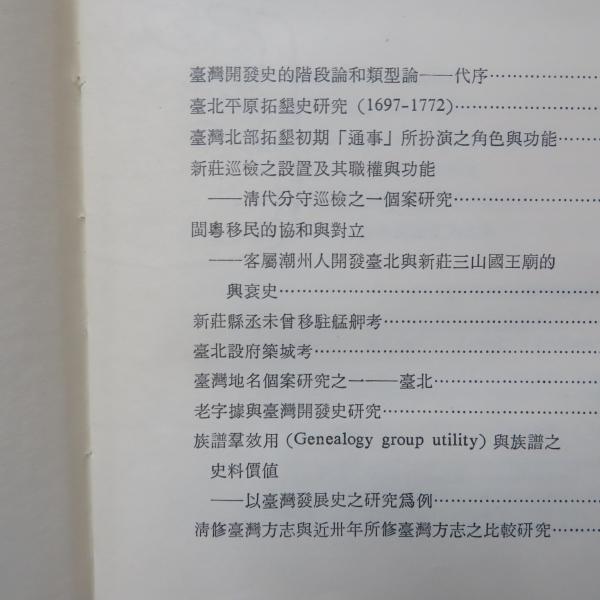 臺灣開發史的階段論和類型論——代序………………
臺北平原拓墾史研究(1697-1772)………………
臺灣北部拓墾初期「通事」所扮演之角色與功能………
新莊巡檢之設置及其職權與功能
——清代分守巡檢之一個案研究………………
閩粵移民的協和與對立
——客屬潮州人開發臺北與新莊三山國王廟的
興衰史………………
新莊縣丞未曾移駐艋舺考………………
臺北設府築城考………………
臺灣地名個案研究之一——臺北………………
老字據與臺灣開發史研究………………
族譜羣效用(Genealogy group utility)與族譜之
史料價值
——以臺灣發展史之研究爲例………………
淸修臺灣方志與近卅年所修臺灣方志之比較研究………